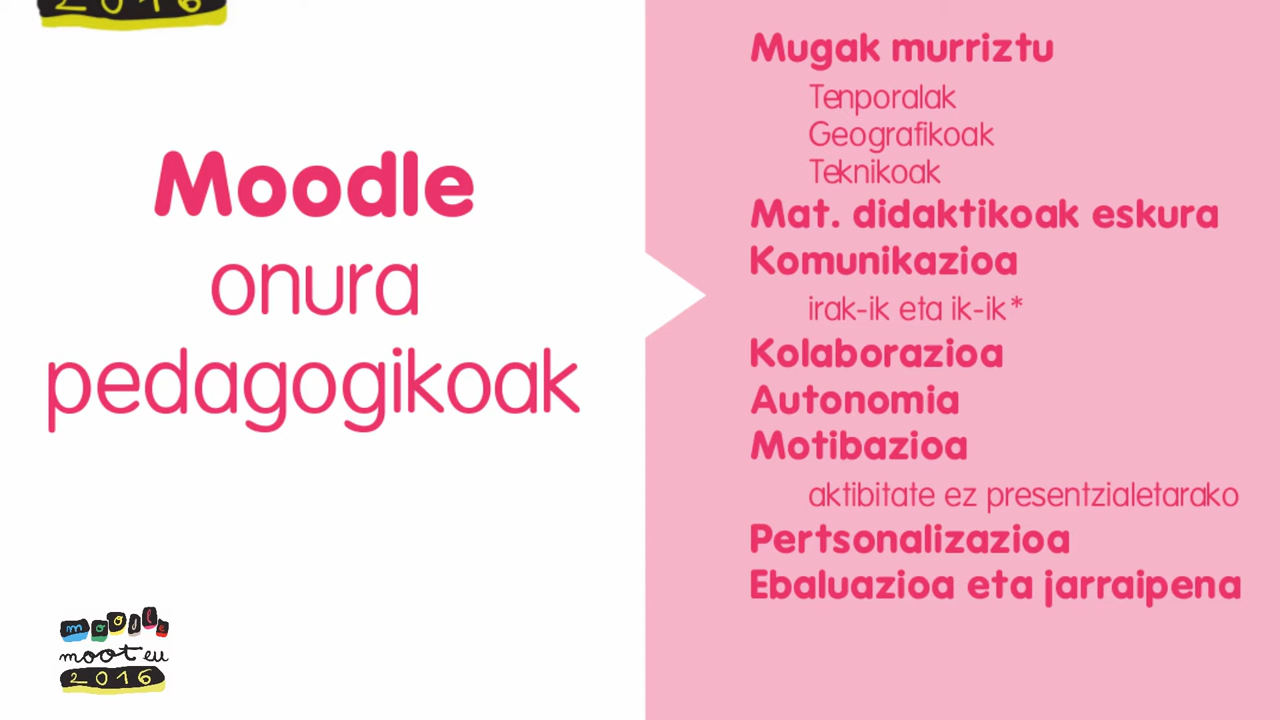 2016
Moodle
onura
pedagogikoak
Mugak murriztu
Tenporalak
Geografikoak
Teknikoak
Mat. didaktikoak eskura
Komunikazioa
irak-ik eta ik-ik*
Kolaborazioa
Autonomia
Motibazioa
aktibitate ez presentzialetarako
Pertsonalizazioa
Ebaluazioa eta jarraipena
moodle
moot eu
2016